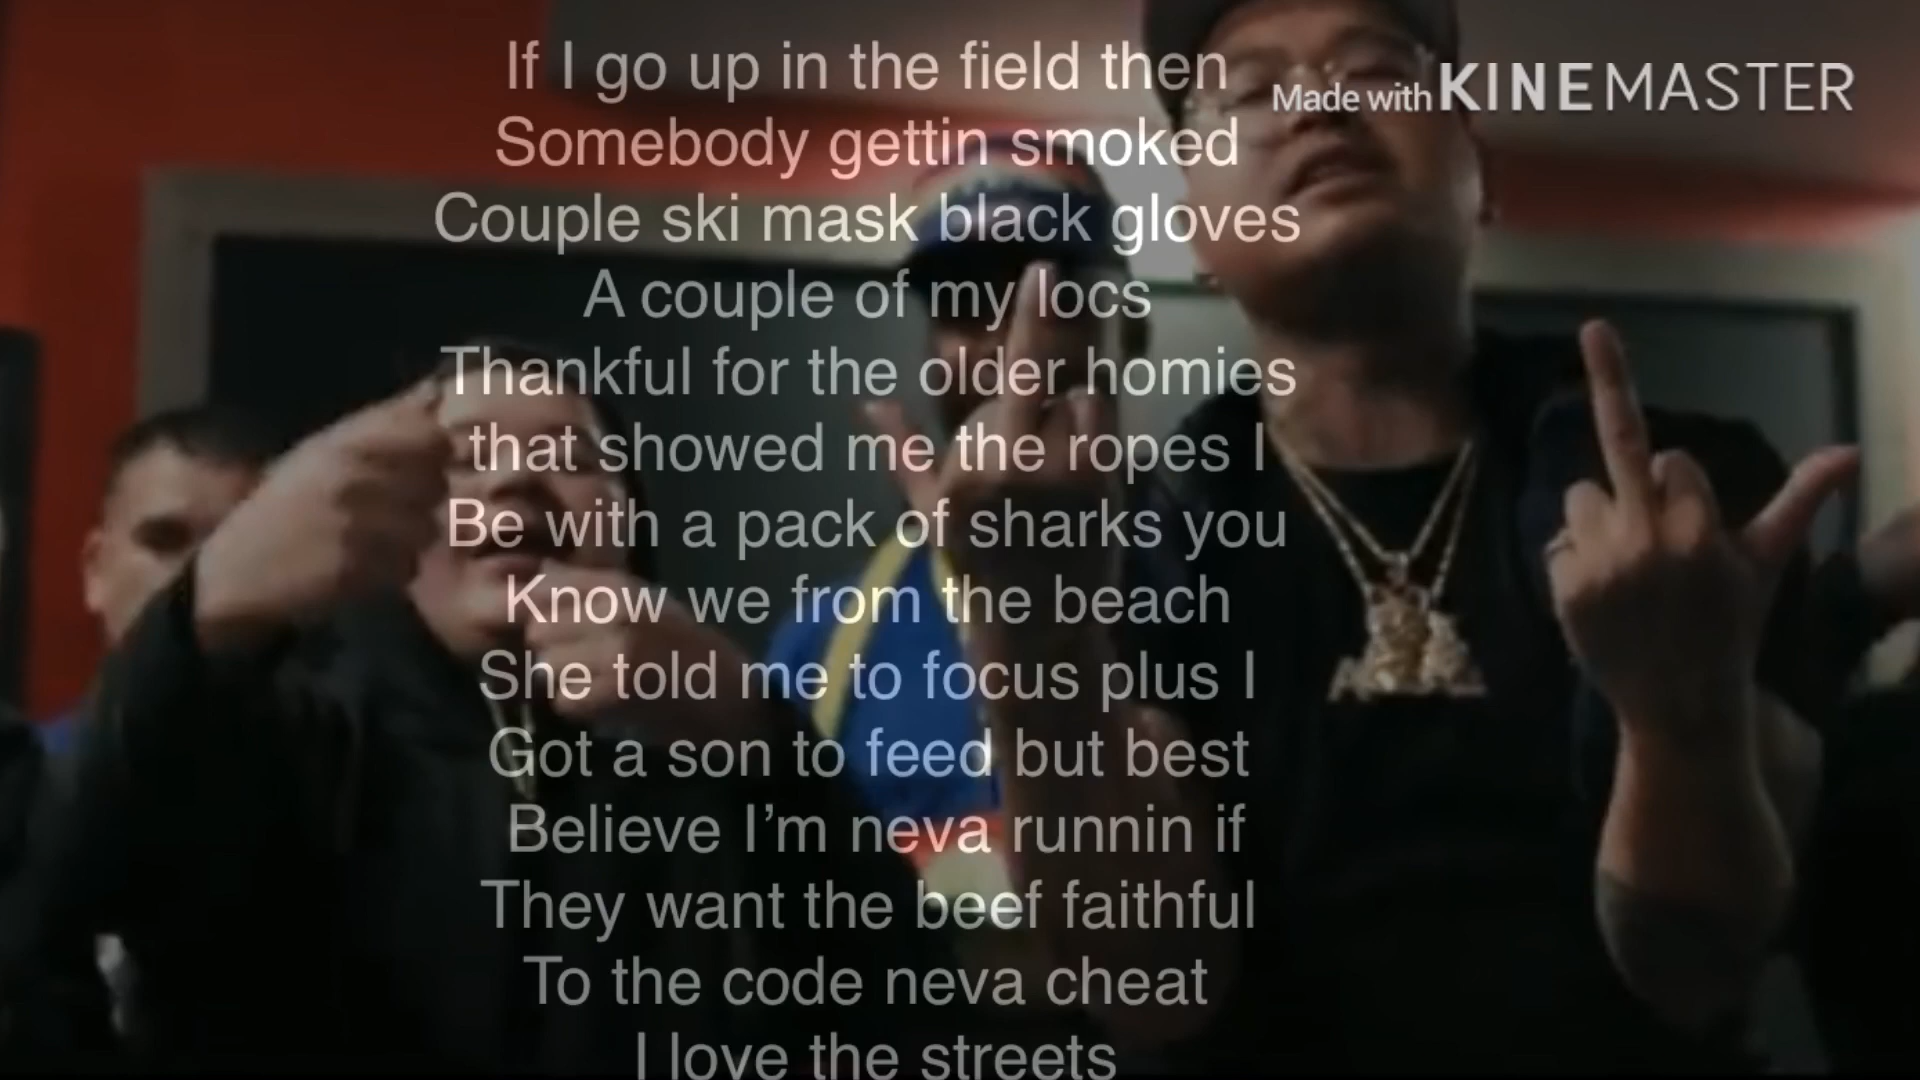 If I go up in the field then
Made with KINEMASTER
Somebody gettin smoked
Couple ski mask black gloves
A couple of my locs
Thankful for the older homies
that showed me the ropes I
Be with a pack of sharks you
Know we from the beach
She told me to focus plus I
Got a son to feed but best
Believe I'm neva runnin if
They want the beef faithful
To the code neva cheat
I love the streets